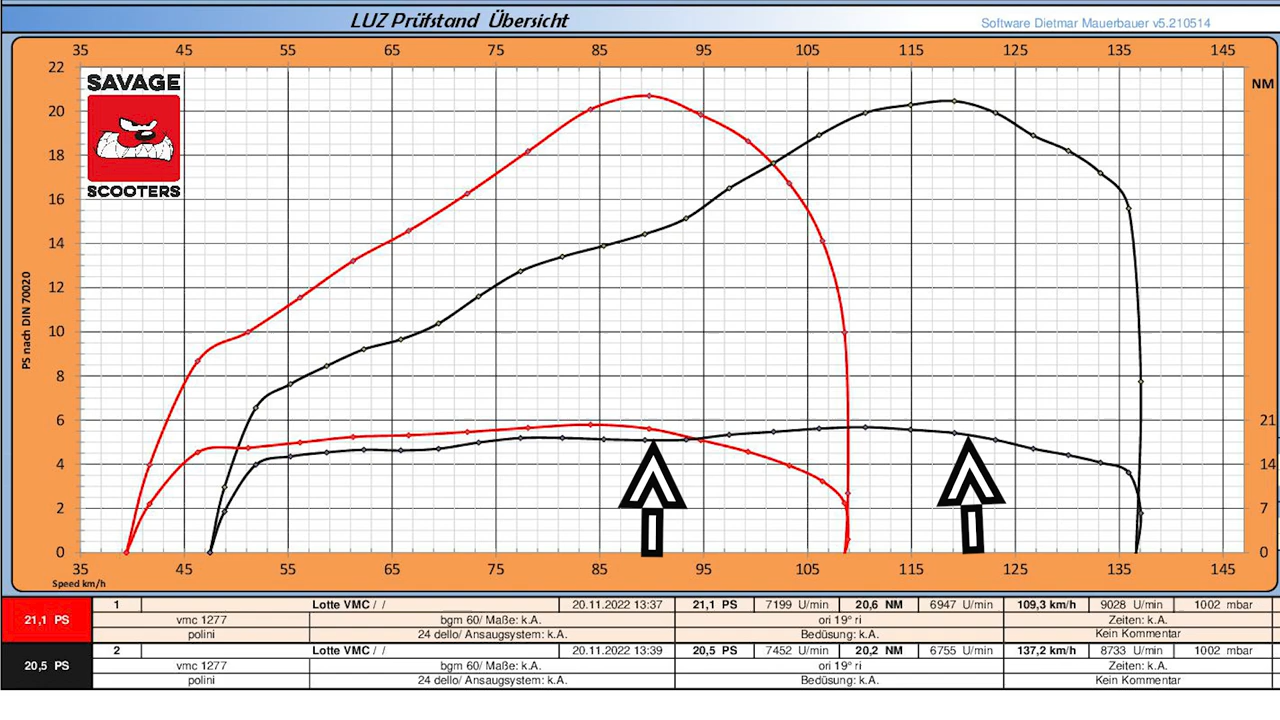 LUZ Prüfstand Übersicht
Software Dietmar Mauerbauer v5.210514
35 45 55 65 75 85 95 105 115 125 135 145
22
20
18
16
14
12
10
8
6
4
2
0
PS nach DIN 70020
SAVAGE
SCOOTERS
NM
21
14
7
0
35 45 55 65 75 85 95 105 115 125 135 145
Speed km/h
21,1 PS
1 Lotte VMC / / 20.11.2022 13:37 21,1 PS 7199 U/min 20,6 NM 6947 U/min 109,3 km/h 9028 U/min 1002 mbar
vmc 1277 bgm 60/ Maße: k.A. ori 19° ri Zeiten: k.A.
polini 24 dello/ Ansaugsystem: k.A. Bedüsung: k.A. Kein Kommentar
20,5 PS
2 Lotte VMC / / 20.11.2022 13:39 20,5 PS 7452 U/min 20,2 NM 6755 U/min 137,2 km/h 8733 U/min 1002 mbar
vmc 1277 bgm 60/ Maße: k.A. ori 19° ri Zeiten: k.A.
polini 24 dello/ Ansaugsystem: k.A. Bedüsung: k.A. Kein Kommentar